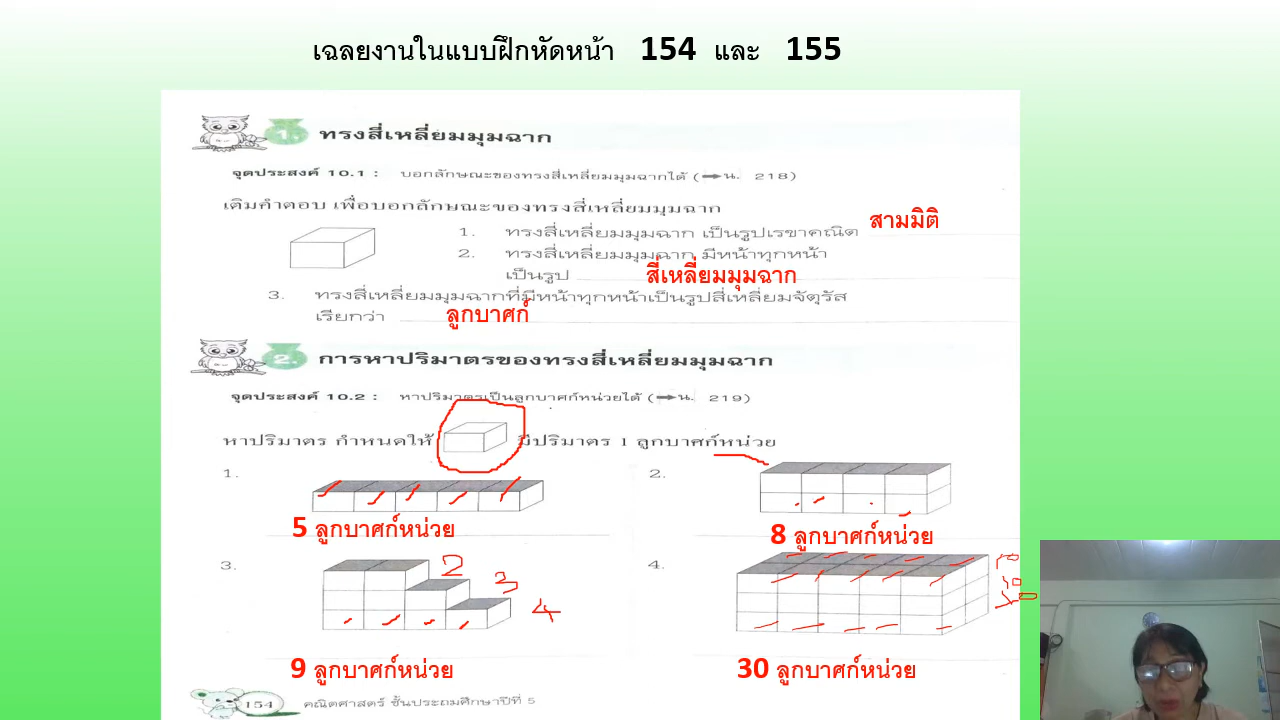 เฉลยงานในแบบฝึกหัดหน้า 154 และ 155
1. ทรงสี่เหลี่ยมมุมฉาก
จุดประสงค์ 10.1 : บอกลักษณะของทรงสี่เหลี่ยมมุมฉากได้ (➡น. 218)
เติมคำตอบ เพื่อบอกลักษณะของทรงสี่เหลี่ยมมุมฉาก
1. ทรงสี่เหลี่ยมมุมฉาก เป็นรูปเรขาคณิต สามมิติ
2. ทรงสี่เหลี่ยมมุมฉาก มีหน้าทุกหน้า
เป็นรูป สี่เหลี่ยมมุมฉาก
3. ทรงสี่เหลี่ยมมุมฉากที่มีหน้าทุกหน้าเป็นรูปสี่เหลี่ยมจัตุรัส
เรียกว่า ลูกบาศก์
2. การหาปริมาตรของทรงสี่เหลี่ยมมุมฉาก
จุดประสงค์ 10.2 : หาปริมาตรเป็นลูกบาศก์หน่วยได้ (➡น. 219)
หาปริมาตร กำหนดให้ มีปริมาตร 1 ลูกบาศก์หน่วย
1. 2.
5 ลูกบาศก์หน่วย 8 ลูกบาศก์หน่วย
3. 2 3 4 4. 10
10
10
9 ลูกบาศก์หน่วย 30 ลูกบาศก์หน่วย
154 คณิตศาสตร์ ชั้นประถมศึกษาปีที่ 5